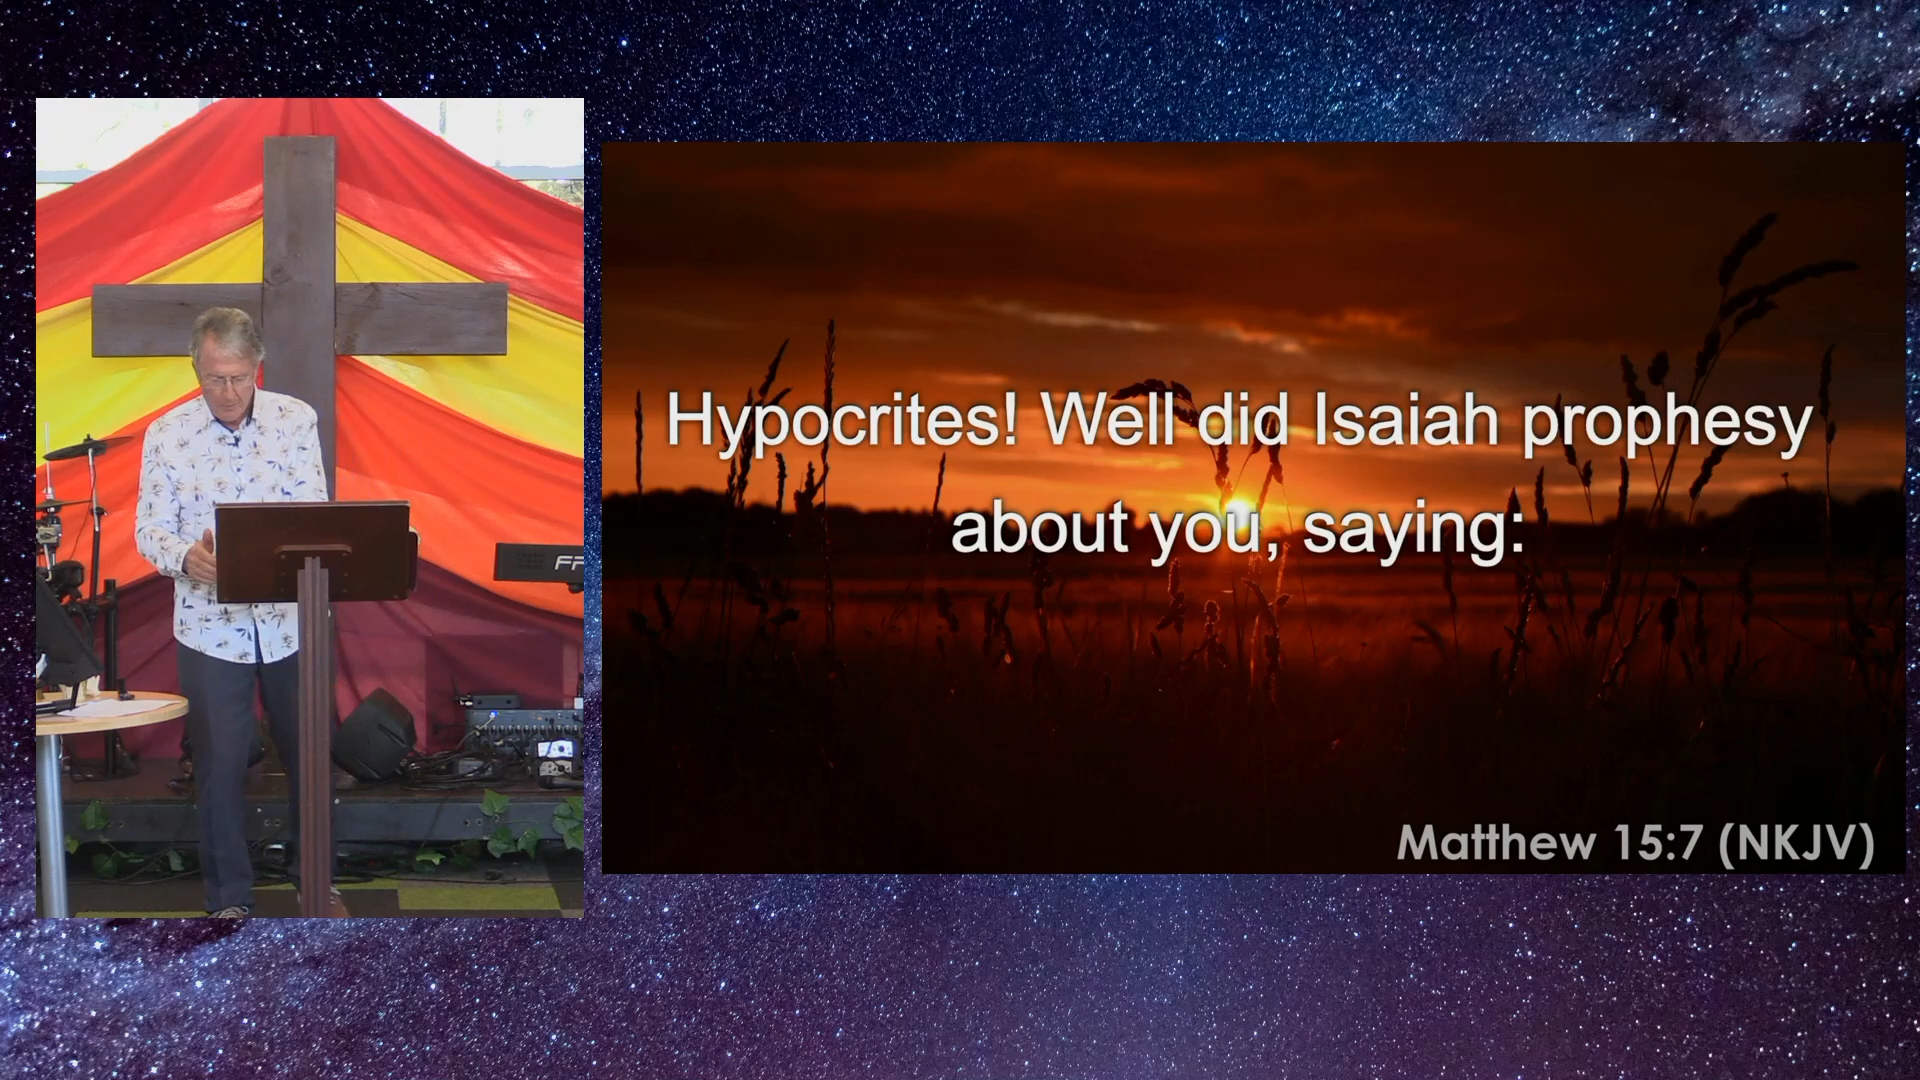 Hypocrites! Well did Isaiah prophesy
about you, saying:
Matthew 15:7 (NKJV)